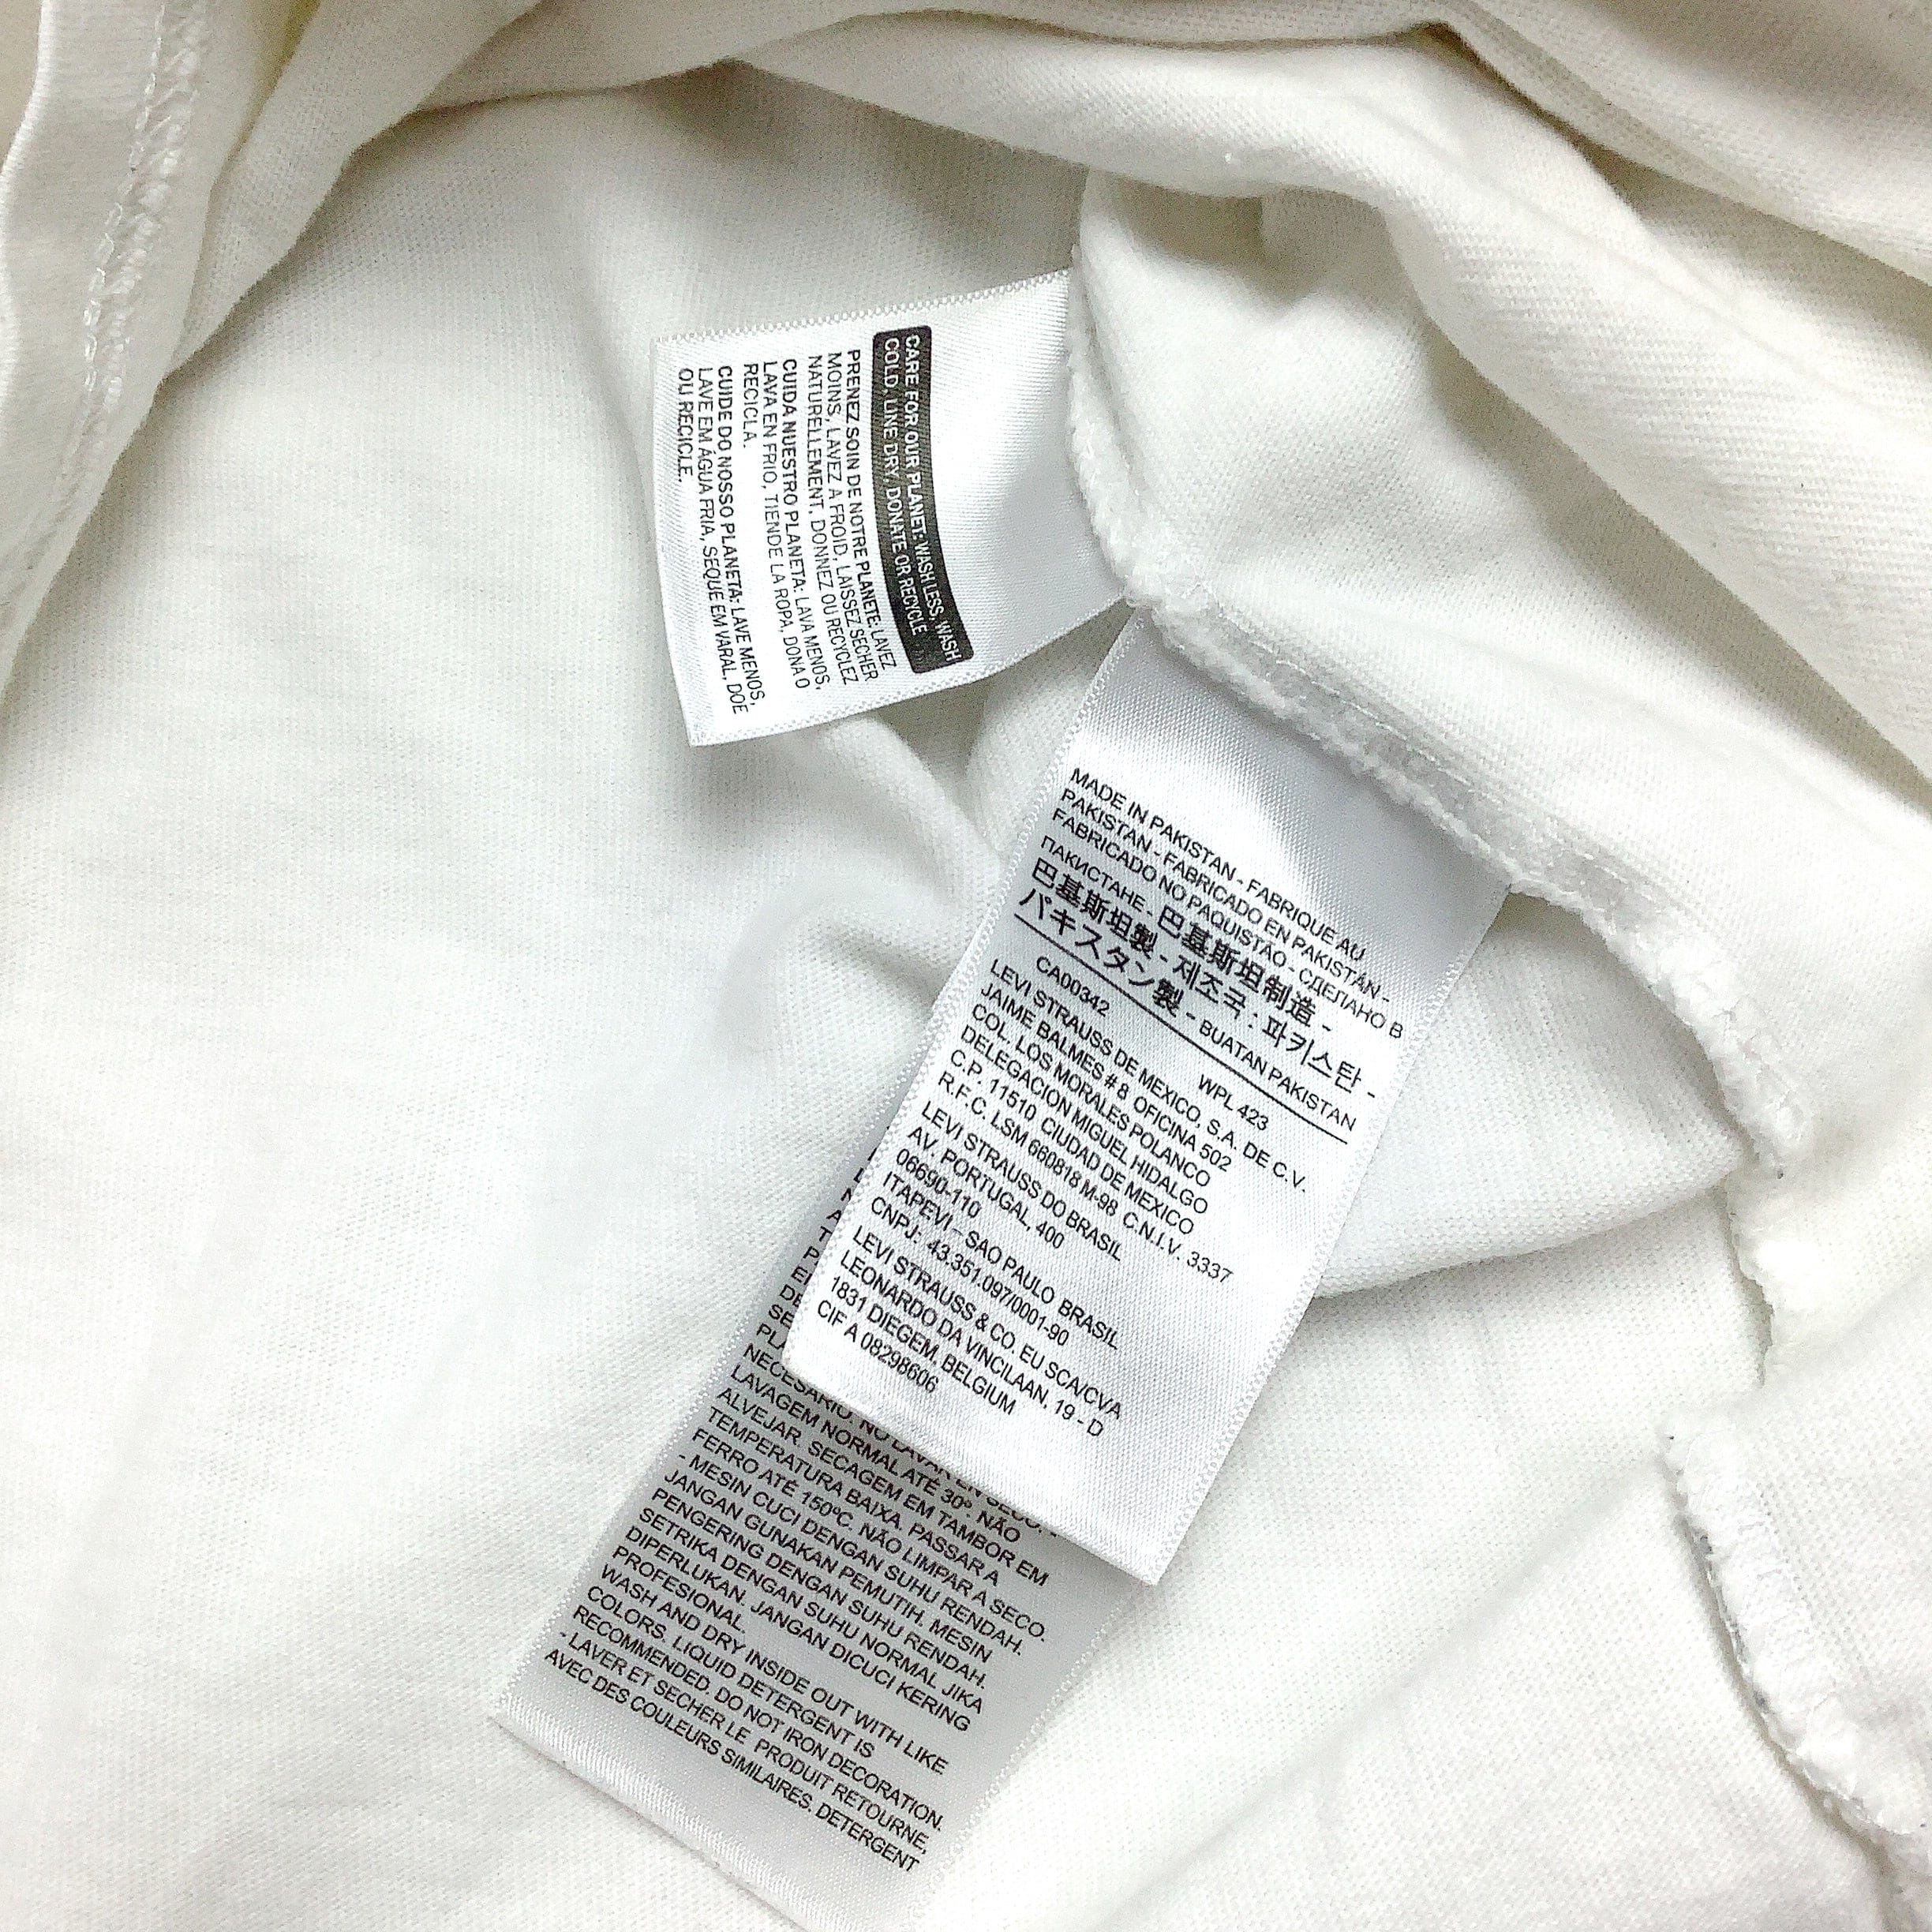 CARE FOR OUR PLANET: WASH LESS, WASH
COLD, LINE DRY, DONATE OR RECYCLE
PRENEZ SOIN DE NOTRE PLANETE: LAVEZ
MOINS, LAVEZ A FROID, LAISSEZ SECHER
NATURELLEMENT, DONNEZ OU RECYCLEZ
CUIDA NUESTRO PLANETA: LAVA MENOS,
LAVA EN FRIO, TIENDE LA ROPA, DONA O
RECICLA.
CUIDE DO NOSSO PLANETA: LAVE MENOS,
LAVE EM ÁGUA FRIA, SEQUE EM VARAL, DOE
OU RECICLE.
MADE IN PAKISTAN - FABRIQUE AU
PAKISTAN - FABRICADO EN PAKISTÁN -
FABRICADO NO PAQUISTÃO - СДЕЛАНО В
ПАКИСТАНЕ - 巴基斯坦制造 -
巴基斯坦製 - 제조국 : 파키스탄 -
パキスタン製 - BUATAN PAKISTAN
CA00342 WPL 423
LEVI STRAUSS DE MEXICO, S.A. DE C.V.
JAIME BALMES # 8 OFICINA 502
COL. LOS MORALES POLANCO
DELEGACION MIGUEL HIDALGO
C.P. 11510 CIUDAD DE MEXICO
R.F.C. LSM 660818 M-98 C.N.I.V. 3337
LEVI STRAUSS DO BRASIL
AV. PORTUGAL, 400
06690-110
ITAPEVI – SAO PAULO BRASIL
CNPJ: 43.351.097/0001-90
LEVI STRAUSS & CO. EU SCA/CVA
LEONARDO DA VINCILAAN, 19 - D
1831 DIEGEM, BELGIUM
CIF A 08298606
NECESARIO. NO LAVAR EN SECO. -
LAVAGEM NORMAL ATÉ 30º. NÃO
ALVEJAR. SECAGEM EM TAMBOR EM
TEMPERATURA BAIXA. PASSAR A
FERRO ATÉ 150ºC. NÃO LIMPAR A SECO.
- MESIN CUCI DENGAN SUHU RENDAH.
JANGAN GUNAKAN PEMUTIH. MESIN
PENGERING DENGAN SUHU RENDAH.
SETRIKA DENGAN SUHU NORMAL JIKA
DIPERLUKAN. JANGAN DICUCI KERING
PROFESIONAL.
WASH AND DRY INSIDE OUT WITH LIKE
COLORS. LIQUID DETERGENT IS
RECOMMENDED. DO NOT IRON DECORATION.
- LAVER ET SECHER LE PRODUIT RETOURNE,
AVEC DES COULEURS SIMILAIRES. DETERGENT